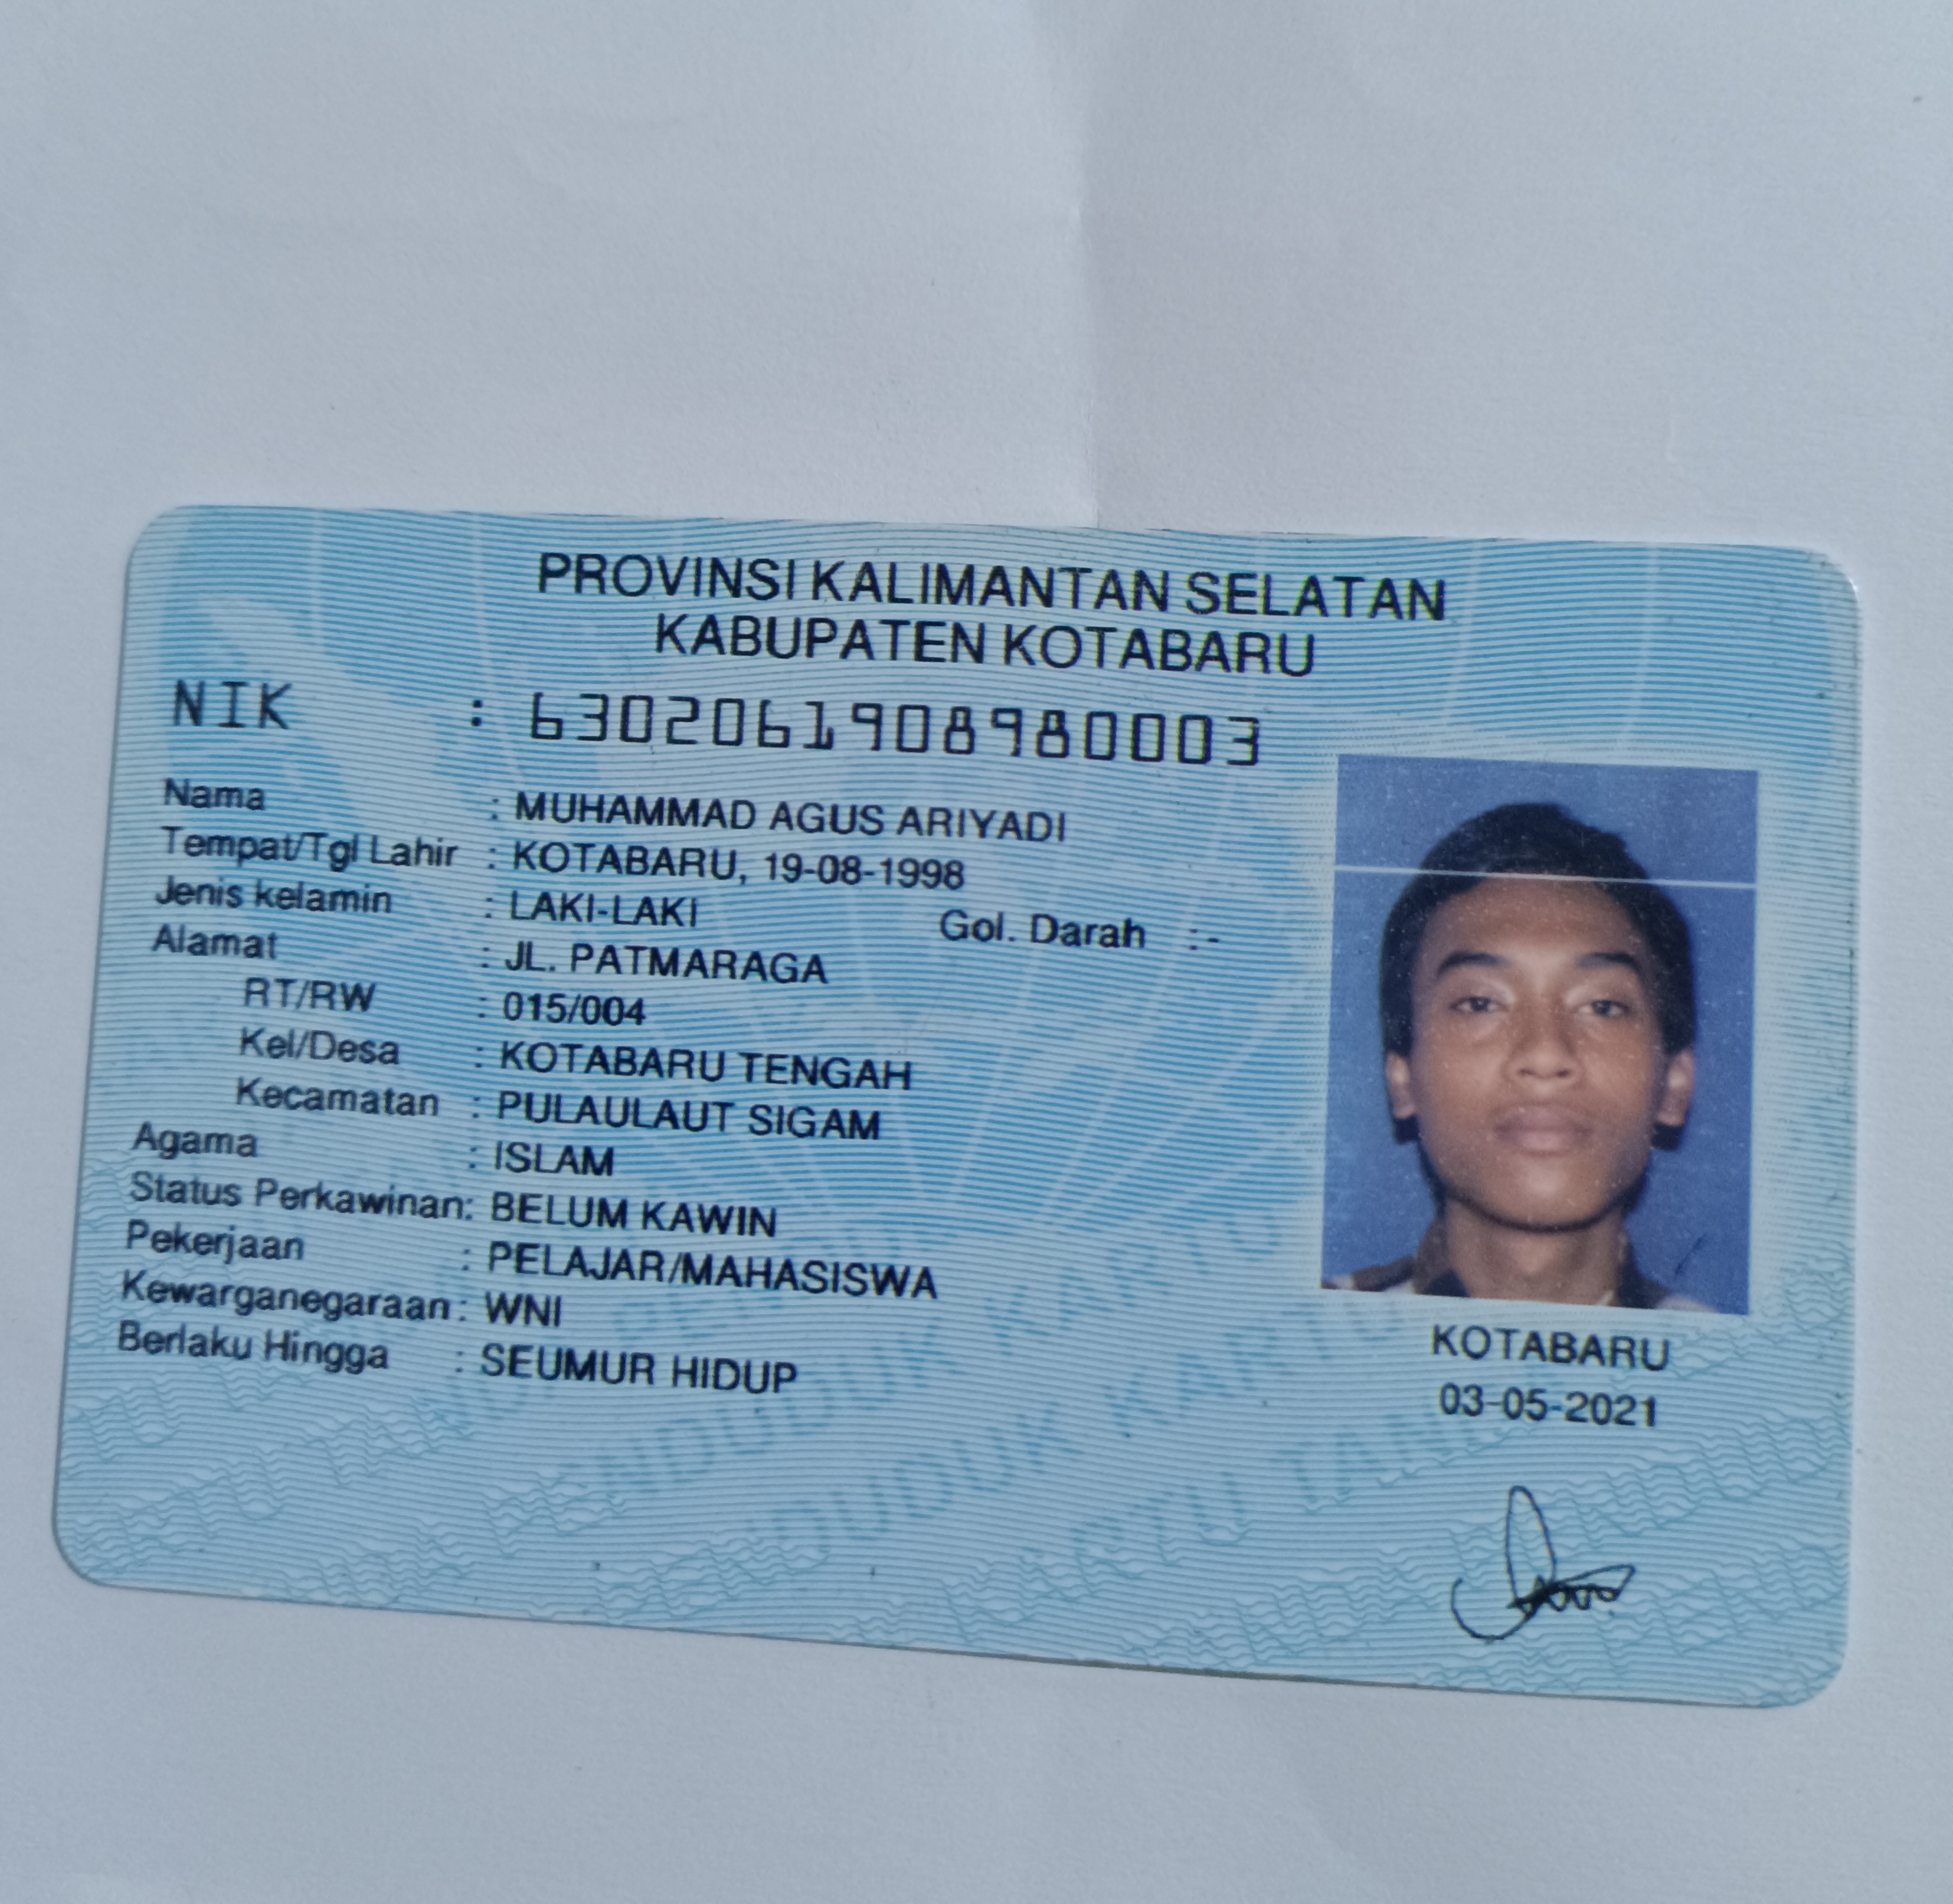 PROVINSI KALIMANTAN SELATAN
KABUPATEN KOTABARU
NIK : 6302061908980003
Nama : MUHAMMAD AGUS ARIYADI
Tempat/Tgl Lahir : KOTABARU, 19-08-1998
Jenis kelamin : LAKI-LAKI Gol. Darah : -
Alamat : JL. PATMARAGA
RT/RW : 015/004
Kel/Desa : KOTABARU TENGAH
Kecamatan : PULAULAUT SIGAM
Agama : ISLAM
Status Perkawinan: BELUM KAWIN
Pekerjaan : PELAJAR/MAHASISWA
Kewarganegaraan: WNI
Berlaku Hingga : SEUMUR HIDUP
KOTABARU
03-05-2021